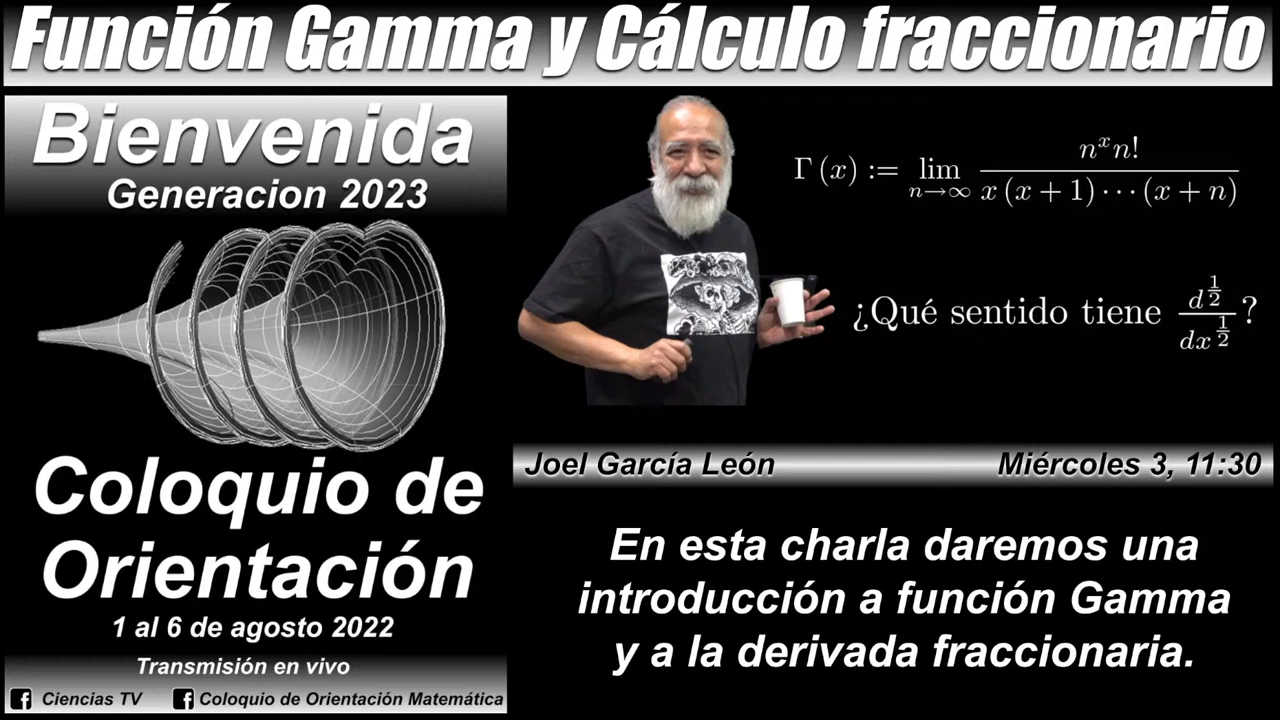 Función Gamma y Cálculo fraccionario
Bienvenida
Generacion 2023
Coloquio de
Orientación
1 al 6 de agosto 2022
Transmisión en vivo
Ciencias TV Coloquio de Orientación Matemática
Γ(x) := lim_{n→∞} n^x n! / x(x+1)···(x+n)
¿Qué sentido tiene d^{1/2}/dx^{1/2}?
Joel García León Miércoles 3, 11:30
En esta charla daremos una
introducción a función Gamma
y a la derivada fraccionaria.